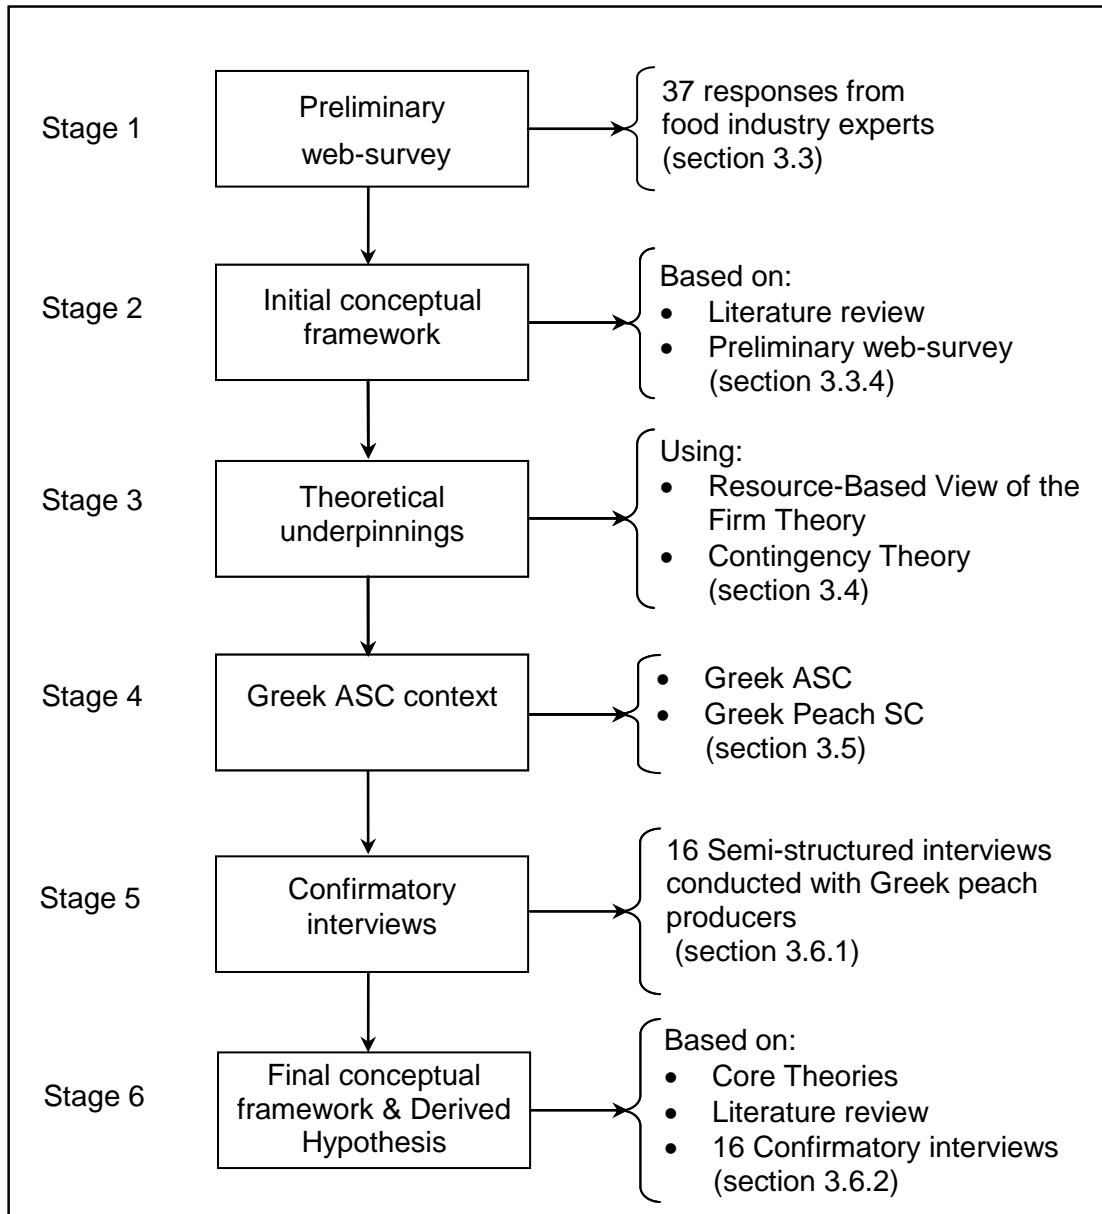 Stage 1
Preliminary
web-survey
37 responses from
food industry experts
(section 3.3)
Stage 2
Initial conceptual
framework
Based on:
• Literature review
• Preliminary web-survey
(section 3.3.4)
Stage 3
Theoretical
underpinnings
Using:
• Resource-Based View of the
Firm Theory
• Contingency Theory
(section 3.4)
Stage 4
Greek ASC context
• Greek ASC
• Greek Peach SC
(section 3.5)
Stage 5
Confirmatory
interviews
16 Semi-structured interviews
conducted with Greek peach
producers
(section 3.6.1)
Stage 6
Final conceptual
framework & Derived
Hypothesis
Based on:
• Core Theories
• Literature review
• 16 Confirmatory interviews
(section 3.6.2)